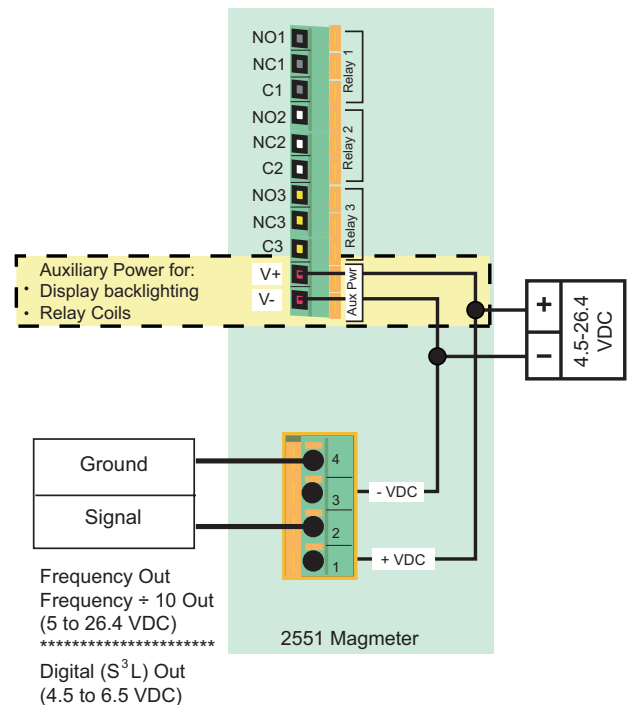 NO1
NC1
C1
Relay 1
NO2
NC2
C2
Relay 2
NO3
NC3
C3
Relay 3
Auxiliary Power for:
• Display backlighting
• Relay Coils
V+
V-
Aux Pwr
+
−
4.5-26.4
VDC
Ground
Signal
4
3
2
1
- VDC
+ VDC
Frequency Out
Frequency ÷ 10 Out
(5 to 26.4 VDC)
**********************
Digital (S³L) Out
(4.5 to 6.5 VDC)
2551 Magmeter